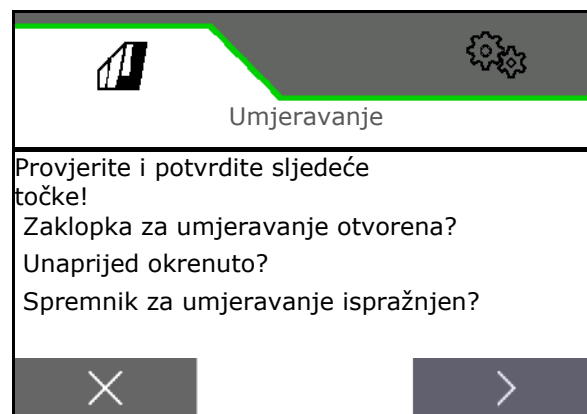 Umjeravanje
Provjerite i potvrdite sljedeće
točke!
Zaklopka za umjeravanje otvorena?
Unaprijed okrenuto?
Spremnik za umjeravanje ispražnjen?